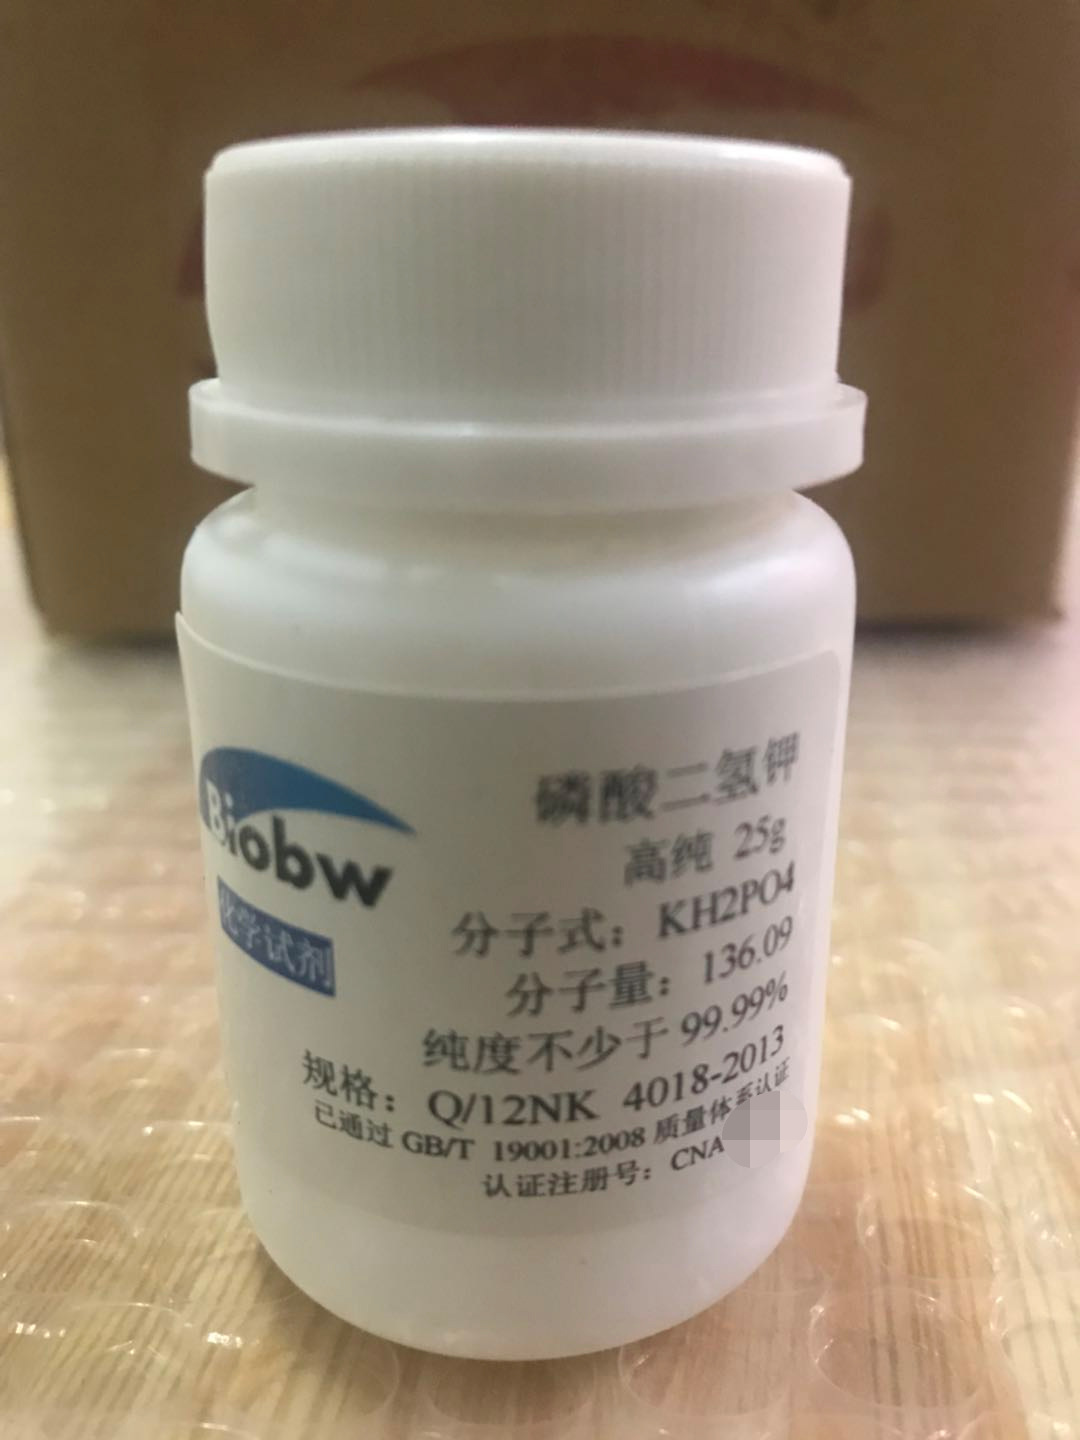 Biobw
化学试剂
磷酸二氢钾
高纯 25g
分子式：KH2PO4
分子量：136.09
纯度不少于 99.99%
规格：Q/12NK 4018-2013
已通过 GB/T 19001:2008 质量体系认证
认证注册号：CNA